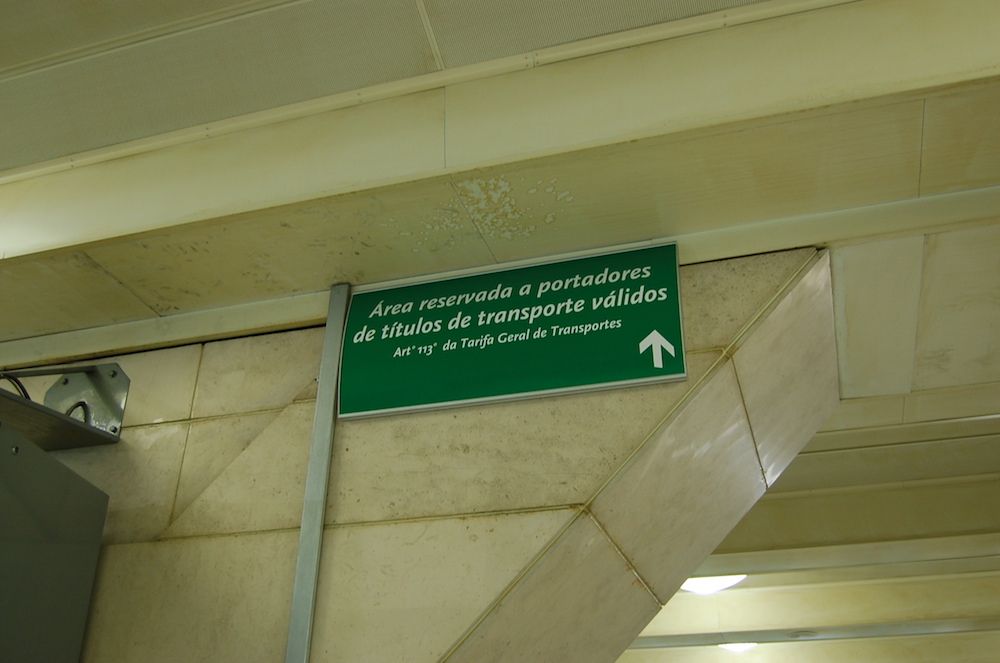 Área reservada a portadores
de títulos de transporte válidos
Artº 113º da Tarifa Geral de Transportes